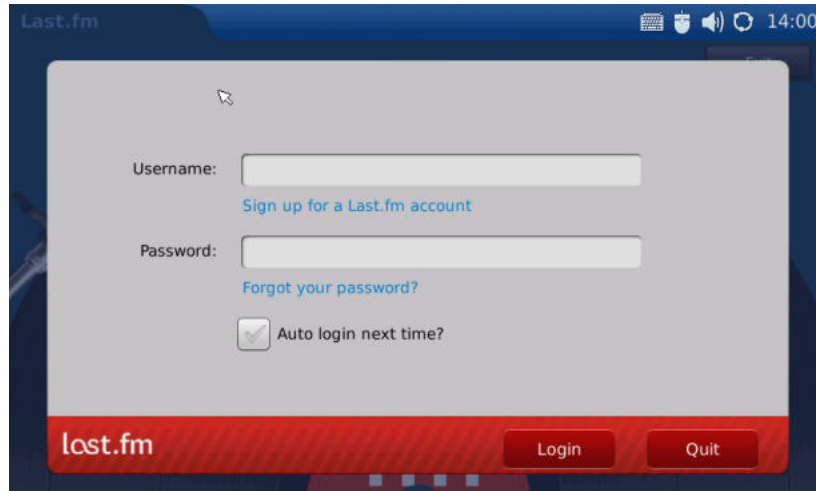 Last.fm
14:00
Username:
Sign up for a Last.fm account
Password:
Forgot your password?
Auto login next time?
last.fm
Login
Quit